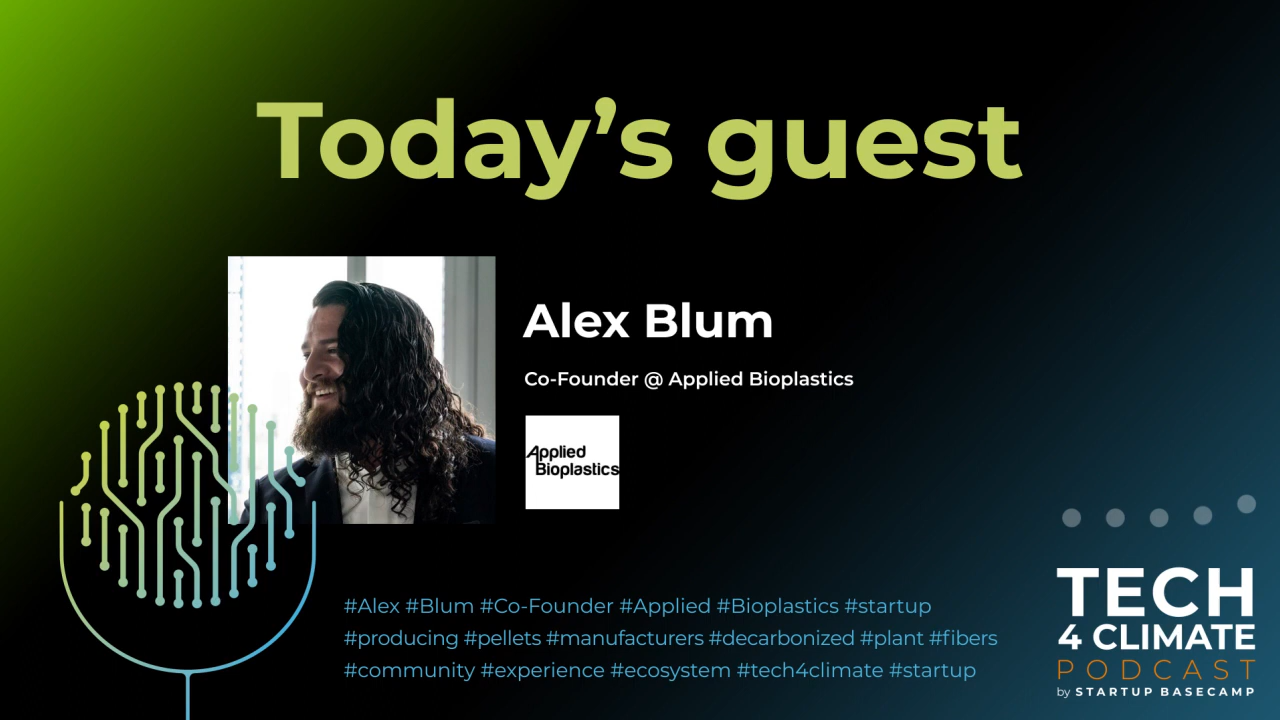 Today’s guest
Alex Blum
Co-Founder @ Applied Bioplastics
Applied
Bioplastics
#Alex #Blum #Co-Founder #Applied #Bioplastics #startup
#producing #pellets #manufacturers #decarbonized #plant #fibers
#community #experience #ecosystem #tech4climate #startup
TECH
4 CLIMATE
PODCAST
by STARTUP BASECAMP